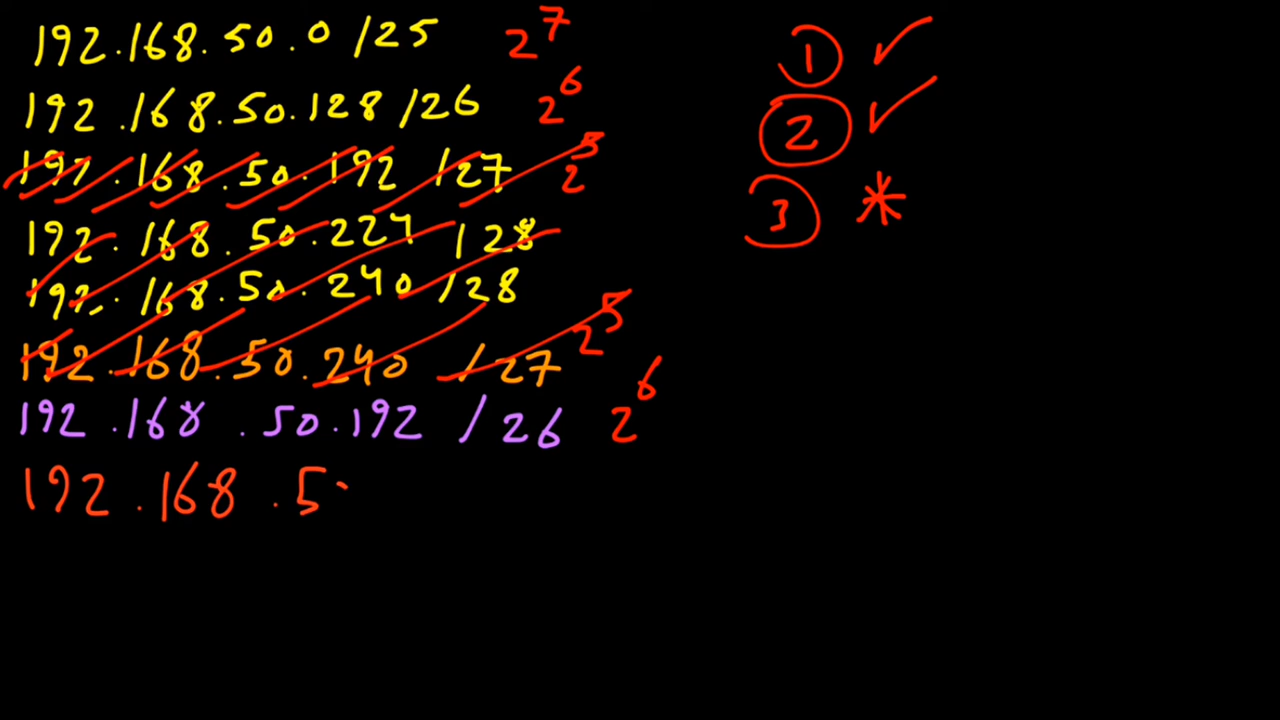 192.168.50.0 /25 2^7
192.168.50.128 /26 2^6
192.168.50.192 /27 2^5
192.168.50.224 /28
192.168.50.240 /28
192.168.50.240 /27 2^5
192.168.50.192 /26 2^6
192.168.5
1 ✓
2 ✓
3 *